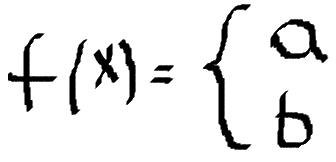 f(x) = { a
b